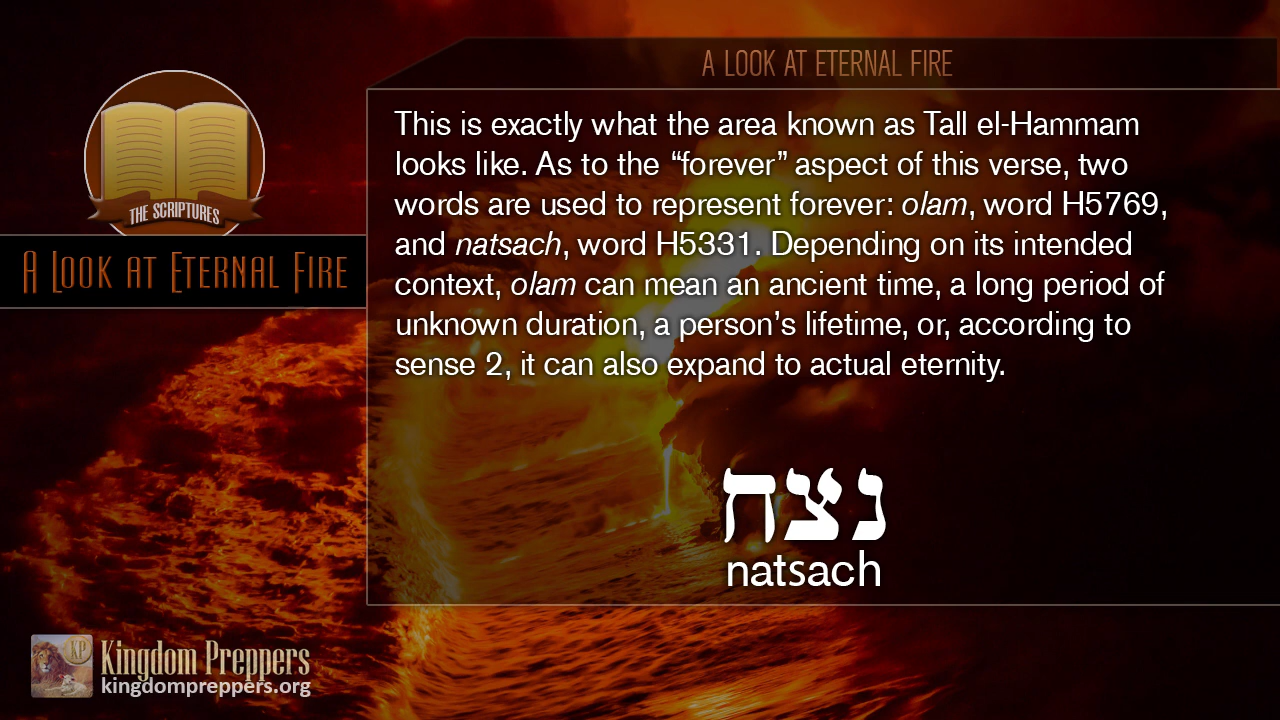 A LOOK AT ETERNAL FIRE
THE SCRIPTURES
A LOOK AT ETERNAL FIRE
This is exactly what the area known as Tall el-Hammam
looks like. As to the “forever” aspect of this verse, two
words are used to represent forever: olam, word H5769,
and natsach, word H5331. Depending on its intended
context, olam can mean an ancient time, a long period of
unknown duration, a person’s lifetime, or, according to
sense 2, it can also expand to actual eternity.
נצח
natsach
KP
Kingdom Preppers
kingdompreppers.org